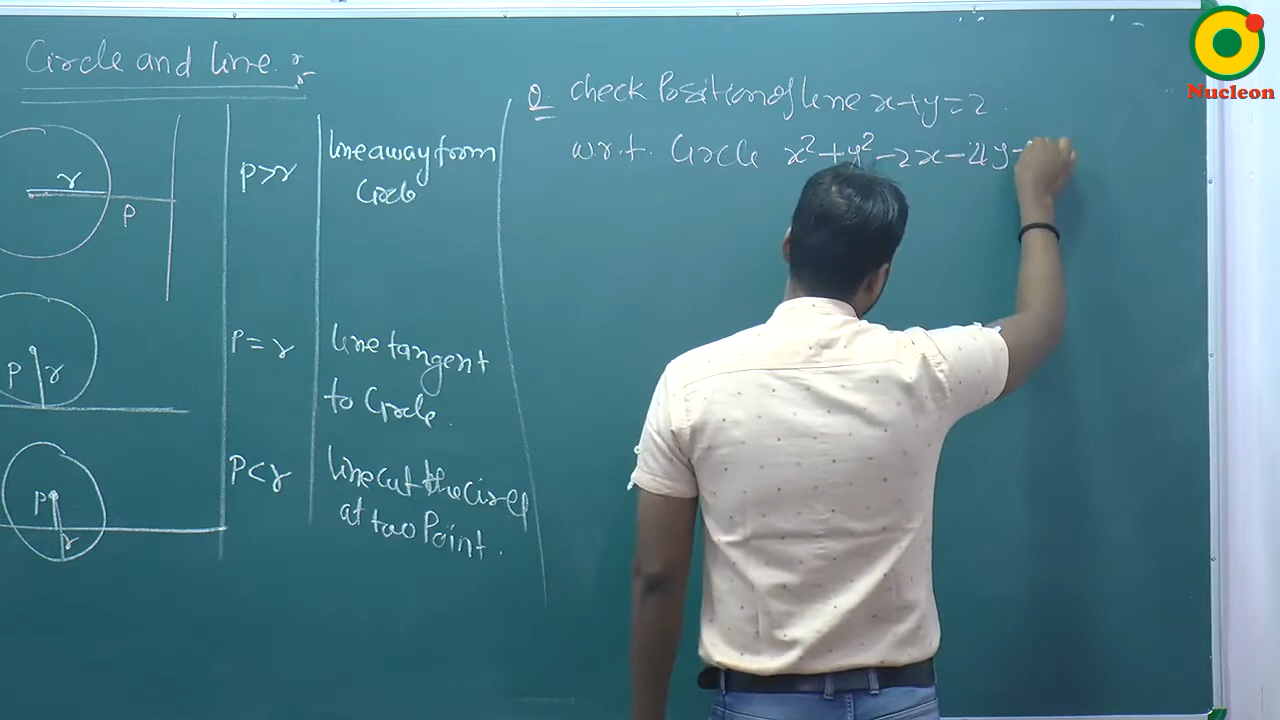 Circle and line
r
P
P>r
line away form
Circle
P
r
P=r
line tangent
to Circle.
P
r
P<r
line cut the circle
at two Point.
Q. Check Position of line x+y=2.
w.r.t. Circle x²+y²-2x-4y
Nucleon